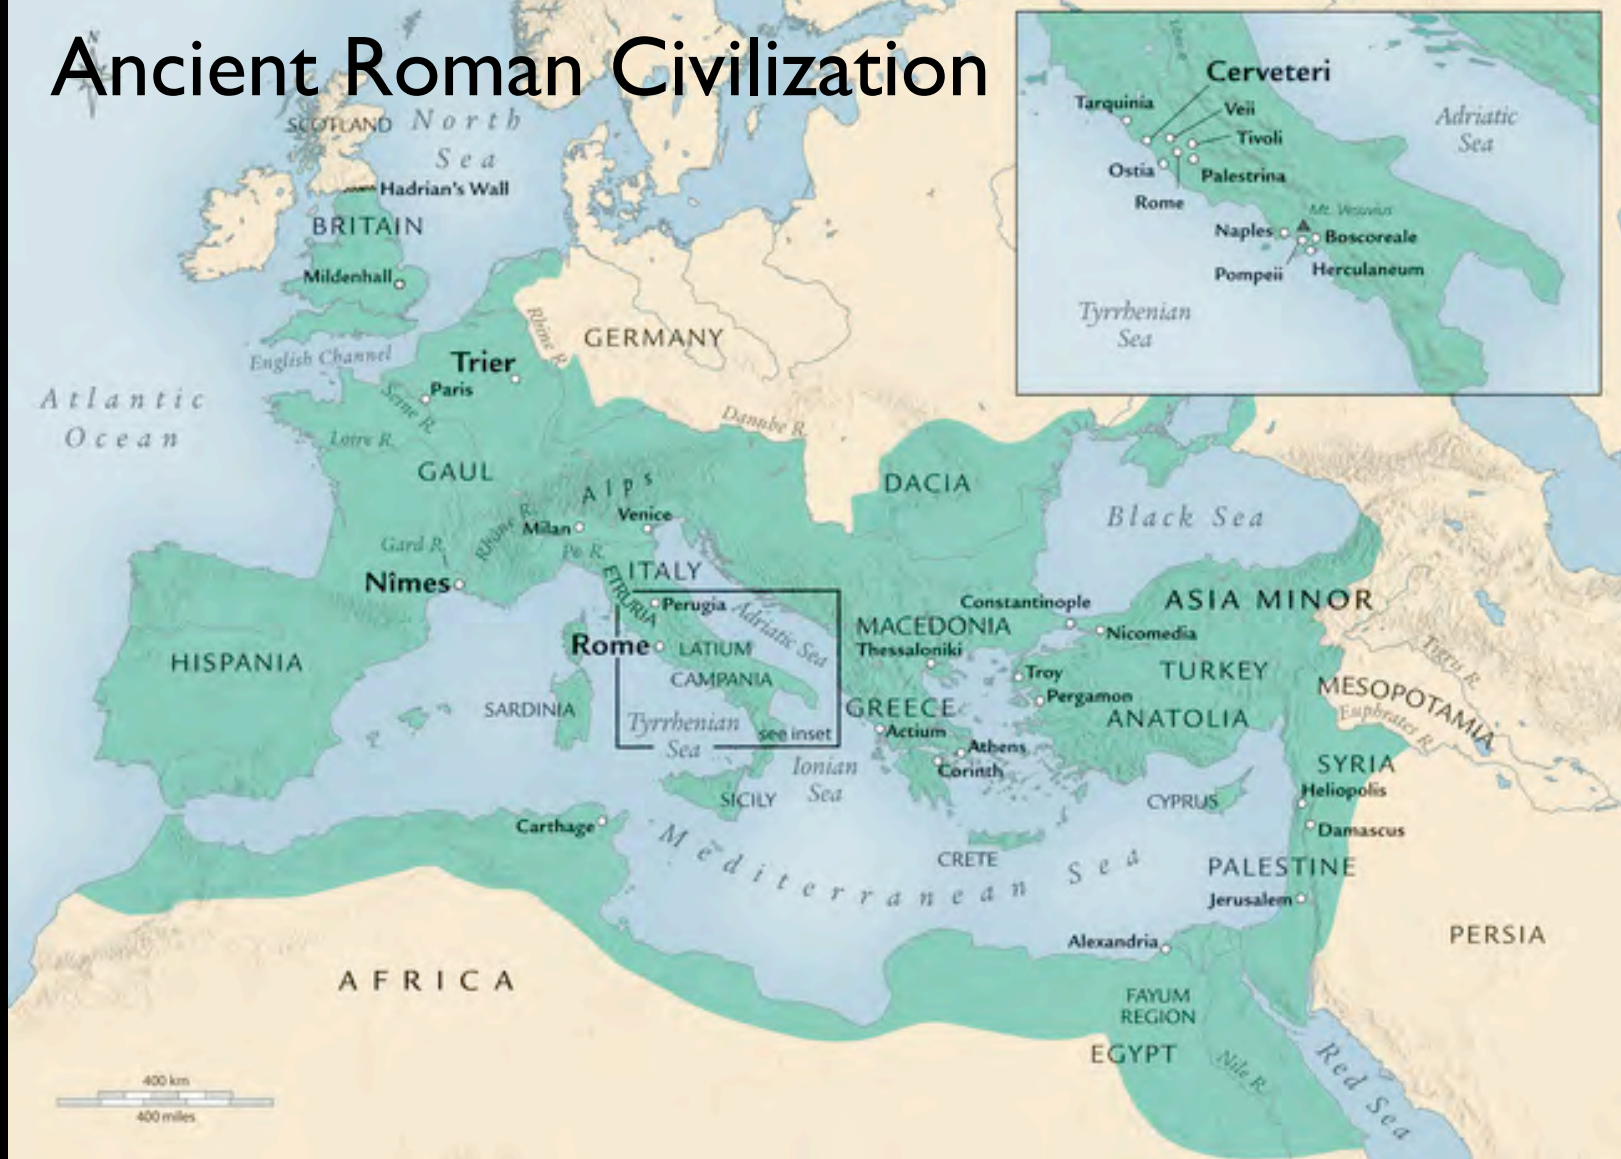 Ancient Roman Civilization
N
SCOTLAND
North
Sea
Hadrian's Wall
BRITAIN
Mildenhall
English Channel
Atlantic
Ocean
Rhine R.
GERMANY
Trier
Paris
Seine R.
Loire R.
Danube R.
GAUL
Alps
DACIA
Black Sea
Rhône R.
Milan
Venice
Po R.
Gard R.
Nîmes
ITALY
ETRURIA
Perugia
Adriatic Sea
Rome
LATIUM
CAMPANIA
HISPANIA
SARDINIA
Tyrrhenian
Sea
see inset
Ionian
Sea
SICILY
Constantinople
ASIA MINOR
MACEDONIA
Nicomedia
Thessaloniki
Troy
TURKEY
Pergamon
GREECE
ANATOLIA
Actium
Athens
Corinth
Tigris R.
MESOPOTAMIA
Euphrates R.
SYRIA
Heliopolis
CYPRUS
Damascus
Carthage
Mediterranean Sea
CRETE
PALESTINE
Jerusalem
PERSIA
Alexandria
AFRICA
FAYUM
REGION
EGYPT
Nile R.
Red Sea
400 km
400 miles
Cerveteri
Tarquinia
Veii
Adriatic
Sea
Tivoli
Ostia
Palestrina
Rome
Mt. Vesuvius
Naples
Boscoreale
Pompeii
Herculaneum
Tyrrhenian
Sea